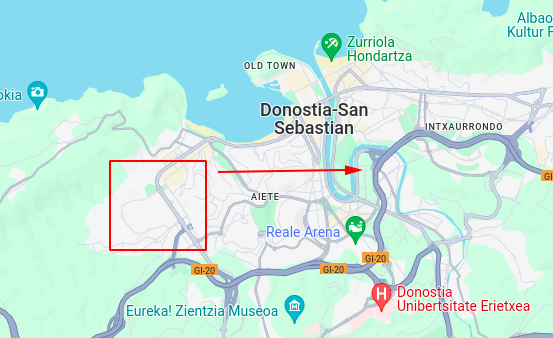 Albao
Kultur F
Zurriola
Hondartza
OLD TOWN
okia
Donostia-San
Sebastian
INTXAURRONDO
GI-20
AIETE
Reale Arena
GI-20
GI-20
GI-20
Donostia
Unibertsitate Erietxea
Eureka! Zientzia Museoa
H